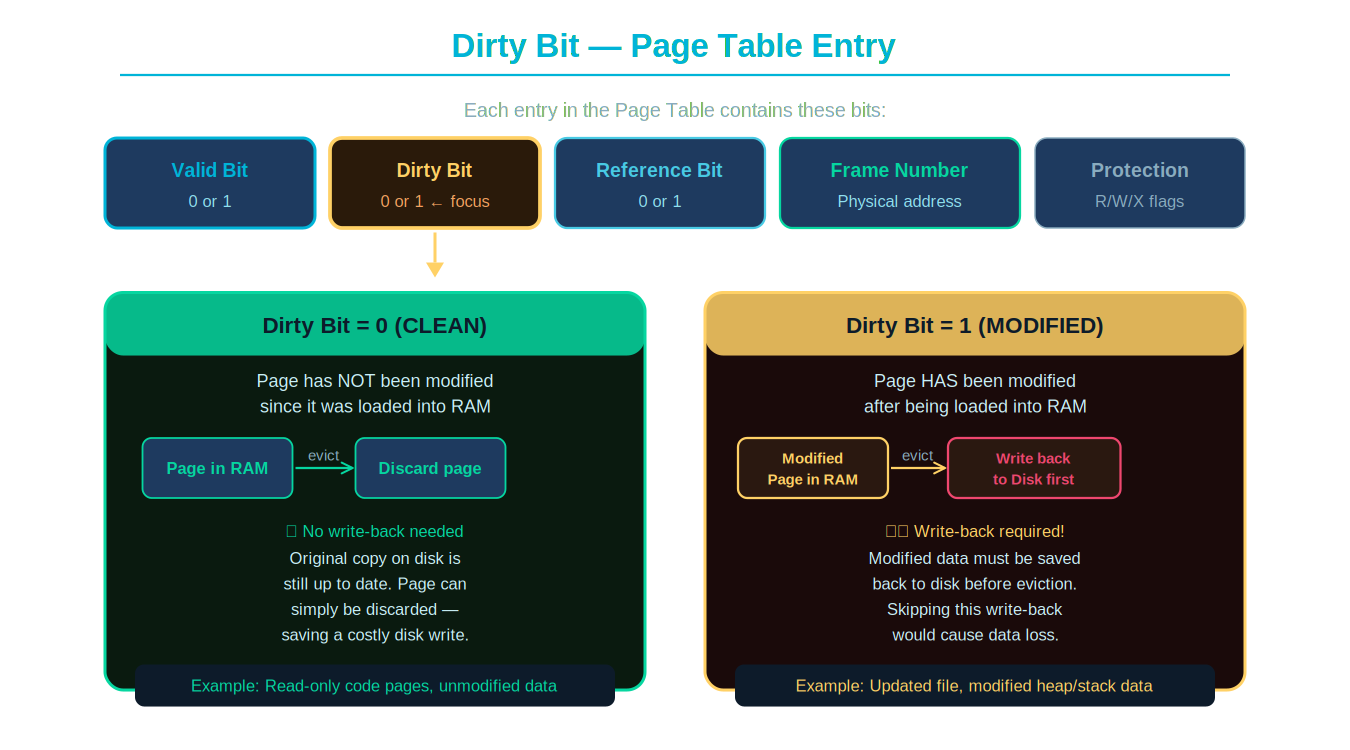 Dirty Bit — Page Table Entry
Each entry in the Page Table contains these bits:
Valid Bit
0 or 1
Dirty Bit
0 or 1 ← focus
Reference Bit
0 or 1
Frame Number
Physical address
Protection
R/W/X flags
Dirty Bit = 0 (CLEAN)
Page has NOT been modified
since it was loaded into RAM
Page in RAM
evict
Discard page
No write-back needed
Original copy on disk is
still up to date. Page can
simply be discarded —
saving a costly disk write.
Example: Read-only code pages, unmodified data
Dirty Bit = 1 (MODIFIED)
Page HAS been modified
after being loaded into RAM
Modified
Page in RAM
evict
Write back
to Disk first
Write-back required!
Modified data must be saved
back to disk before eviction.
Skipping this write-back
would cause data loss.
Example: Updated file, modified heap/stack data